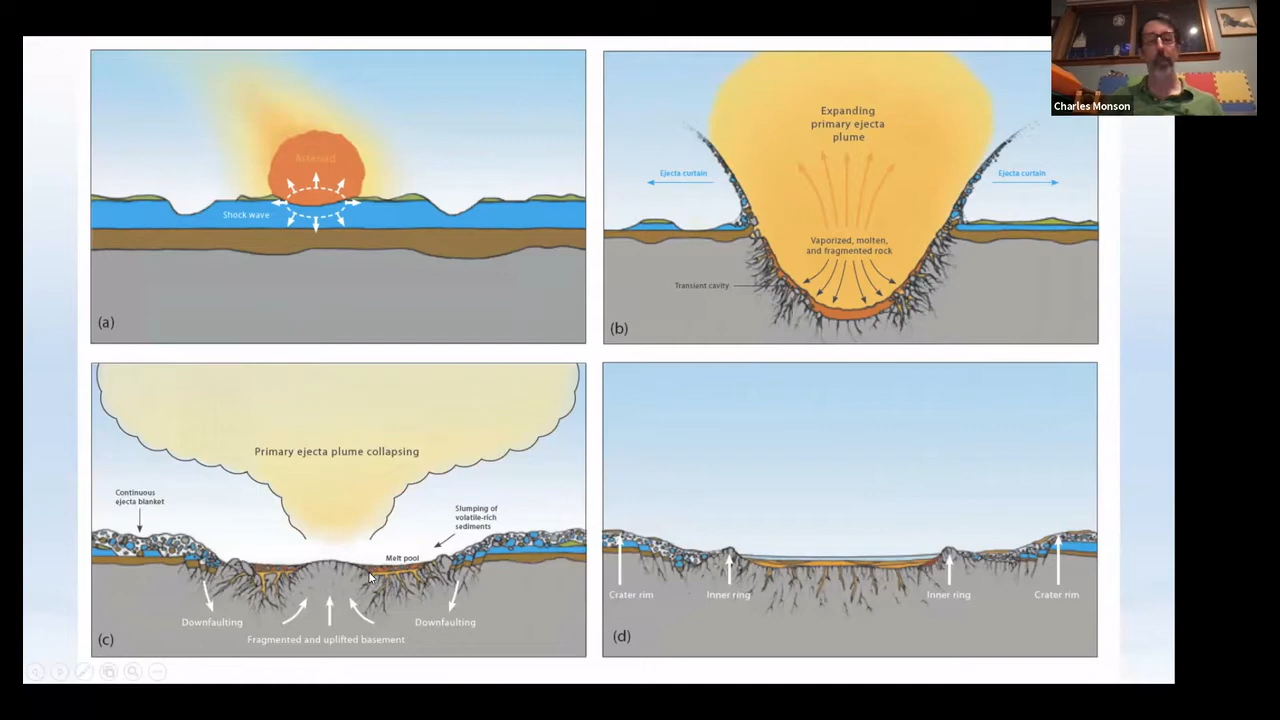 Asteroid
Shock wave
(a)
Expanding
primary ejecta
plume
Ejecta curtain
Ejecta curtain
Vaporized, molten,
and fragmented rock
Transient cavity
(b)
Charles Monson
Primary ejecta plume collapsing
Continuous
ejecta blanket
Slumping of
volatile-rich
sediments
Melt pool
Downfaulting
Downfaulting
Fragmented and uplifted basement
(c)
Crater rim
Inner ring
Inner ring
Crater rim
(d)